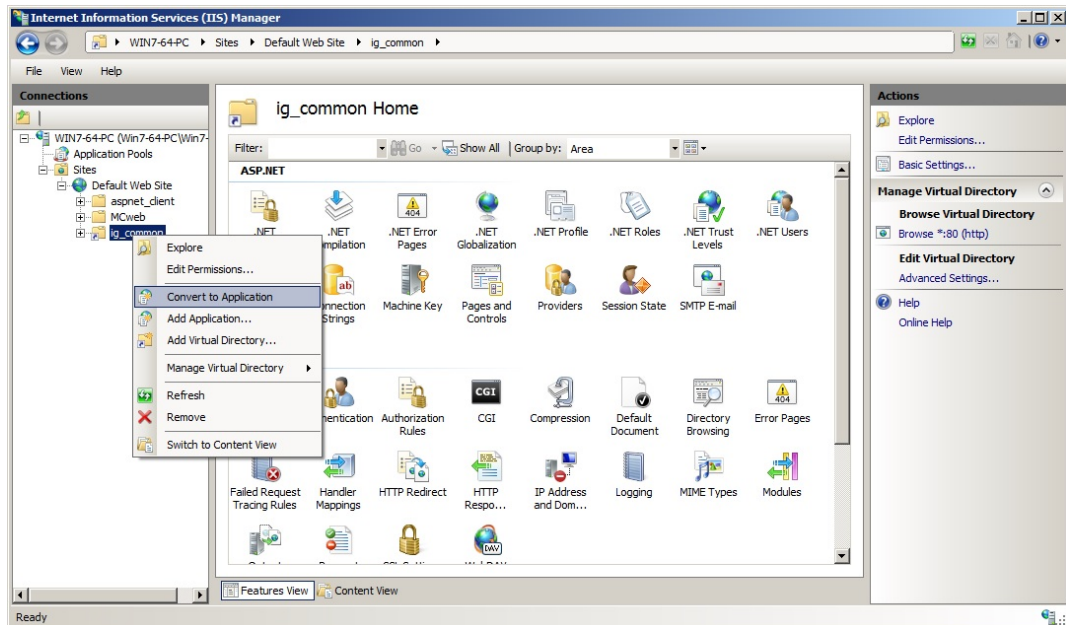 Internet Information Services (IIS) Manager
WIN7-64-PC
Sites
Default Web Site
ig_common
File
View
Help
Connections
WIN7-64-PC (Win7-64-PC\Win7-
Application Pools
Sites
Default Web Site
aspnet_client
MCweb
ig_common
Explore
Edit Permissions...
Convert to Application
Add Application...
Add Virtual Directory...
Manage Virtual Directory
Refresh
Remove
Switch to Content View
ig_common Home
Filter:
Go
Show All
Group by: Area
ASP.NET
.NET
.NET
mpilation
.NET Error
Pages
.NET
Globalization
.NET Profile
.NET Roles
.NET Trust
Levels
.NET Users
nnection
Strings
Machine Key
Pages and
Controls
Providers
Session State
SMTP E-mail
hentication
Authorization
Rules
CGI
Compression
Default
Document
Directory
Browsing
Error Pages
Failed Request
Tracing Rules
Handler
Mappings
HTTP Redirect
HTTP
Respo...
IP Address
and Dom...
Logging
MIME Types
Modules
Features View
Content View
Actions
Explore
Edit Permissions...
Basic Settings...
Manage Virtual Directory
Browse Virtual Directory
Browse *:80 (http)
Edit Virtual Directory
Advanced Settings...
Help
Online Help
Ready